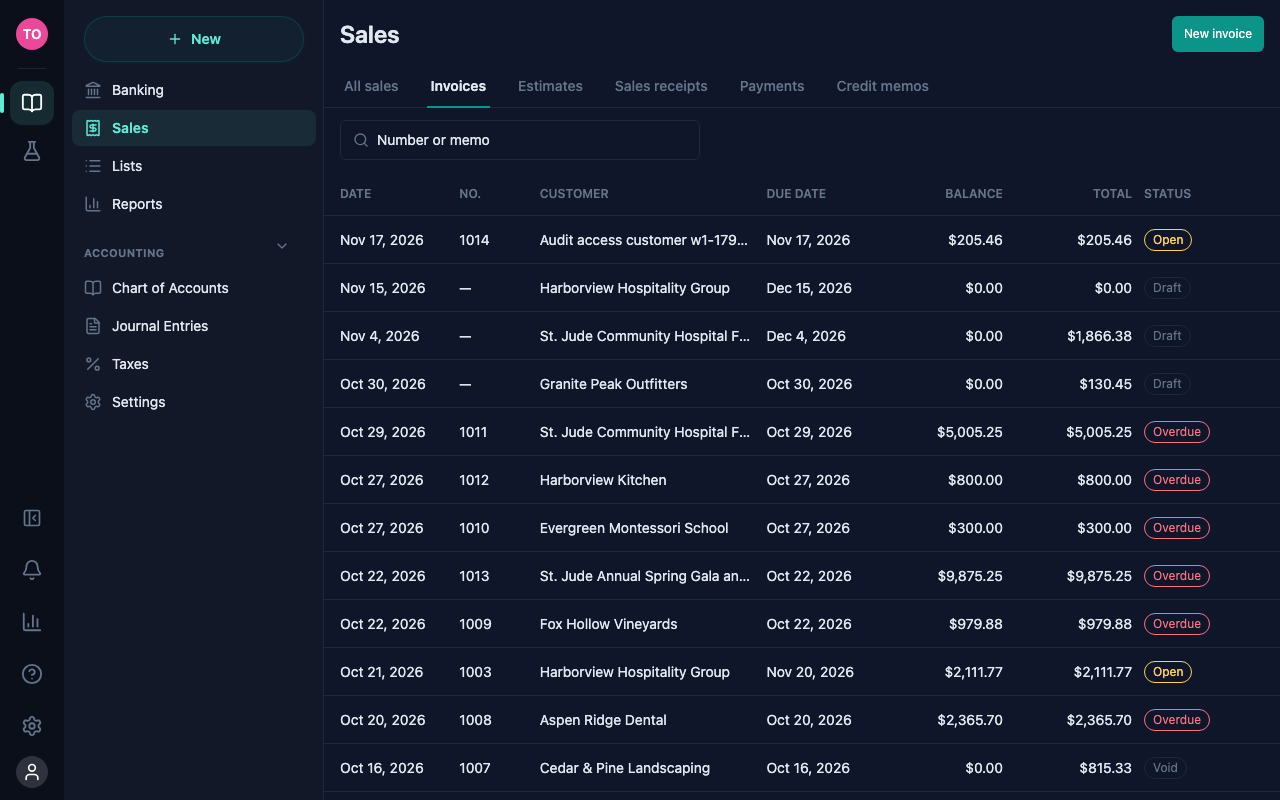 TO
+ New
Banking
Sales
Lists
Reports
ACCOUNTING
Chart of Accounts
Journal Entries
Taxes
Settings
Sales
New invoice
All sales Invoices Estimates Sales receipts Payments Credit memos
Number or memo
DATE NO. CUSTOMER DUE DATE BALANCE TOTAL STATUS
Nov 17, 2026 1014 Audit access customer w1-179... Nov 17, 2026 $205.46 $205.46 Open
Nov 15, 2026 — Harborview Hospitality Group Dec 15, 2026 $0.00 $0.00 Draft
Nov 4, 2026 — St. Jude Community Hospital F... Dec 4, 2026 $0.00 $1,866.38 Draft
Oct 30, 2026 — Granite Peak Outfitters Oct 30, 2026 $0.00 $130.45 Draft
Oct 29, 2026 1011 St. Jude Community Hospital F... Oct 29, 2026 $5,005.25 $5,005.25 Overdue
Oct 27, 2026 1012 Harborview Kitchen Oct 27, 2026 $800.00 $800.00 Overdue
Oct 27, 2026 1010 Evergreen Montessori School Oct 27, 2026 $300.00 $300.00 Overdue
Oct 22, 2026 1013 St. Jude Annual Spring Gala an... Oct 22, 2026 $9,875.25 $9,875.25 Overdue
Oct 22, 2026 1009 Fox Hollow Vineyards Oct 22, 2026 $979.88 $979.88 Overdue
Oct 21, 2026 1003 Harborview Hospitality Group Nov 20, 2026 $2,111.77 $2,111.77 Open
Oct 20, 2026 1008 Aspen Ridge Dental Oct 20, 2026 $2,365.70 $2,365.70 Overdue
Oct 16, 2026 1007 Cedar & Pine Landscaping Oct 16, 2026 $0.00 $815.33 Void